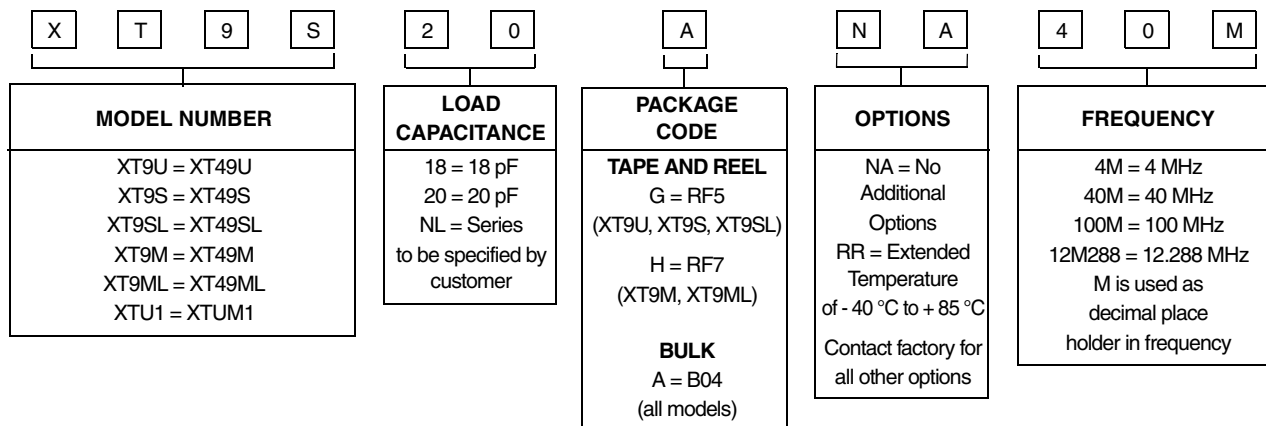 X T 9 S 2 0 A N A 4 0 M
MODEL NUMBER
XT9U = XT49U
XT9S = XT49S
XT9SL = XT49SL
XT9M = XT49M
XT9ML = XT49ML
XTU1 = XTUM1
LOAD
CAPACITANCE
18 = 18 pF
20 = 20 pF
NL = Series
to be specified by
customer
PACKAGE
CODE
TAPE AND REEL
G = RF5
(XT9U, XT9S, XT9SL)
H = RF7
(XT9M, XT9ML)
BULK
A = B04
(all models)
OPTIONS
NA = No
Additional
Options
RR = Extended
Temperature
of - 40 °C to + 85 °C
Contact factory for
all other options
FREQUENCY
4M = 4 MHz
40M = 40 MHz
100M = 100 MHz
12M288 = 12.288 MHz
M is used as
decimal place
holder in frequency